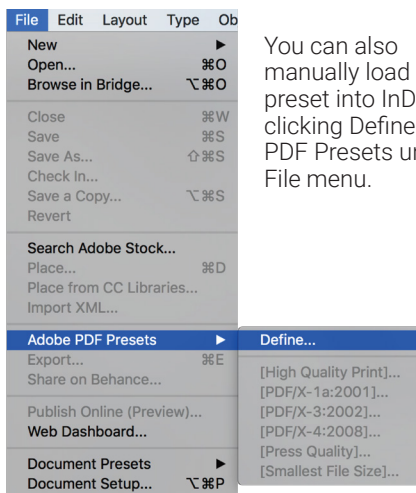 File Edit Layout Type Ob
New ▶
Open... ⌘O
Browse in Bridge... ⌥⌘O
Close ⌘W
Save ⌘S
Save As... ⇧⌘S
Check In...
Save a Copy... ⌥⌘S
Revert
Search Adobe Stock...
Place... ⌘D
Place from CC Libraries...
Import XML...
Adobe PDF Presets ▶
Export... ⌘E
Share on Behance...
Publish Online (Preview)...
Web Dashboard...
Document Presets ▶
Document Setup... ⌥⌘P
Define...
[High Quality Print]...
[PDF/X-1a:2001]...
[PDF/X-3:2002]...
[PDF/X-4:2008]...
[Press Quality]...
[Smallest File Size]...
You can also
manually load
preset into InD
clicking Define
PDF Presets un
File menu.